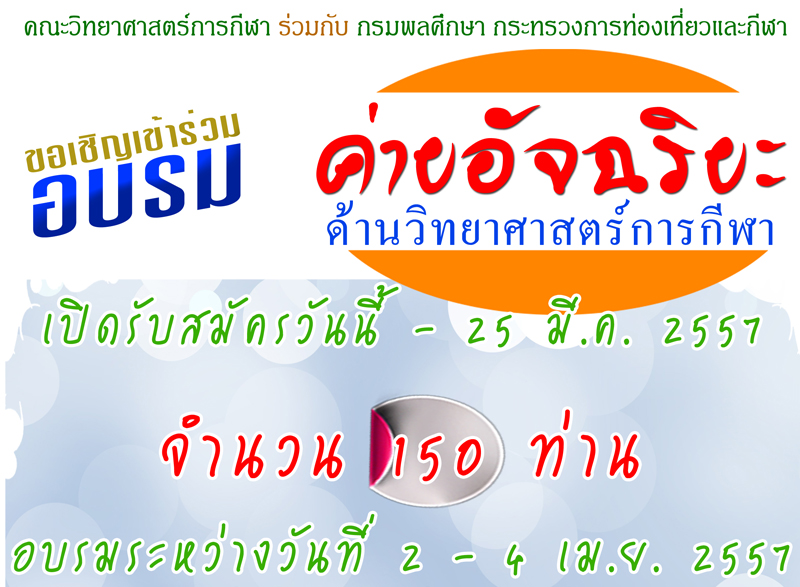 คณะวิทยาศาสตร์การกีฬา ร่วมกับ กรมพลศึกษา กระทรวงการท่องเที่ยวและกีฬา
ขอเชิญเข้าร่วม
อบรม
ค่ายอัจฉริยะ
ด้านวิทยาศาสตร์การกีฬา
เปิดรับสมัครวันนี้ - 25 มี.ค. 2557
จำนวน 150 ท่าน
อบรมระหว่างวันที่ 2 - 4 เม.ย. 2557